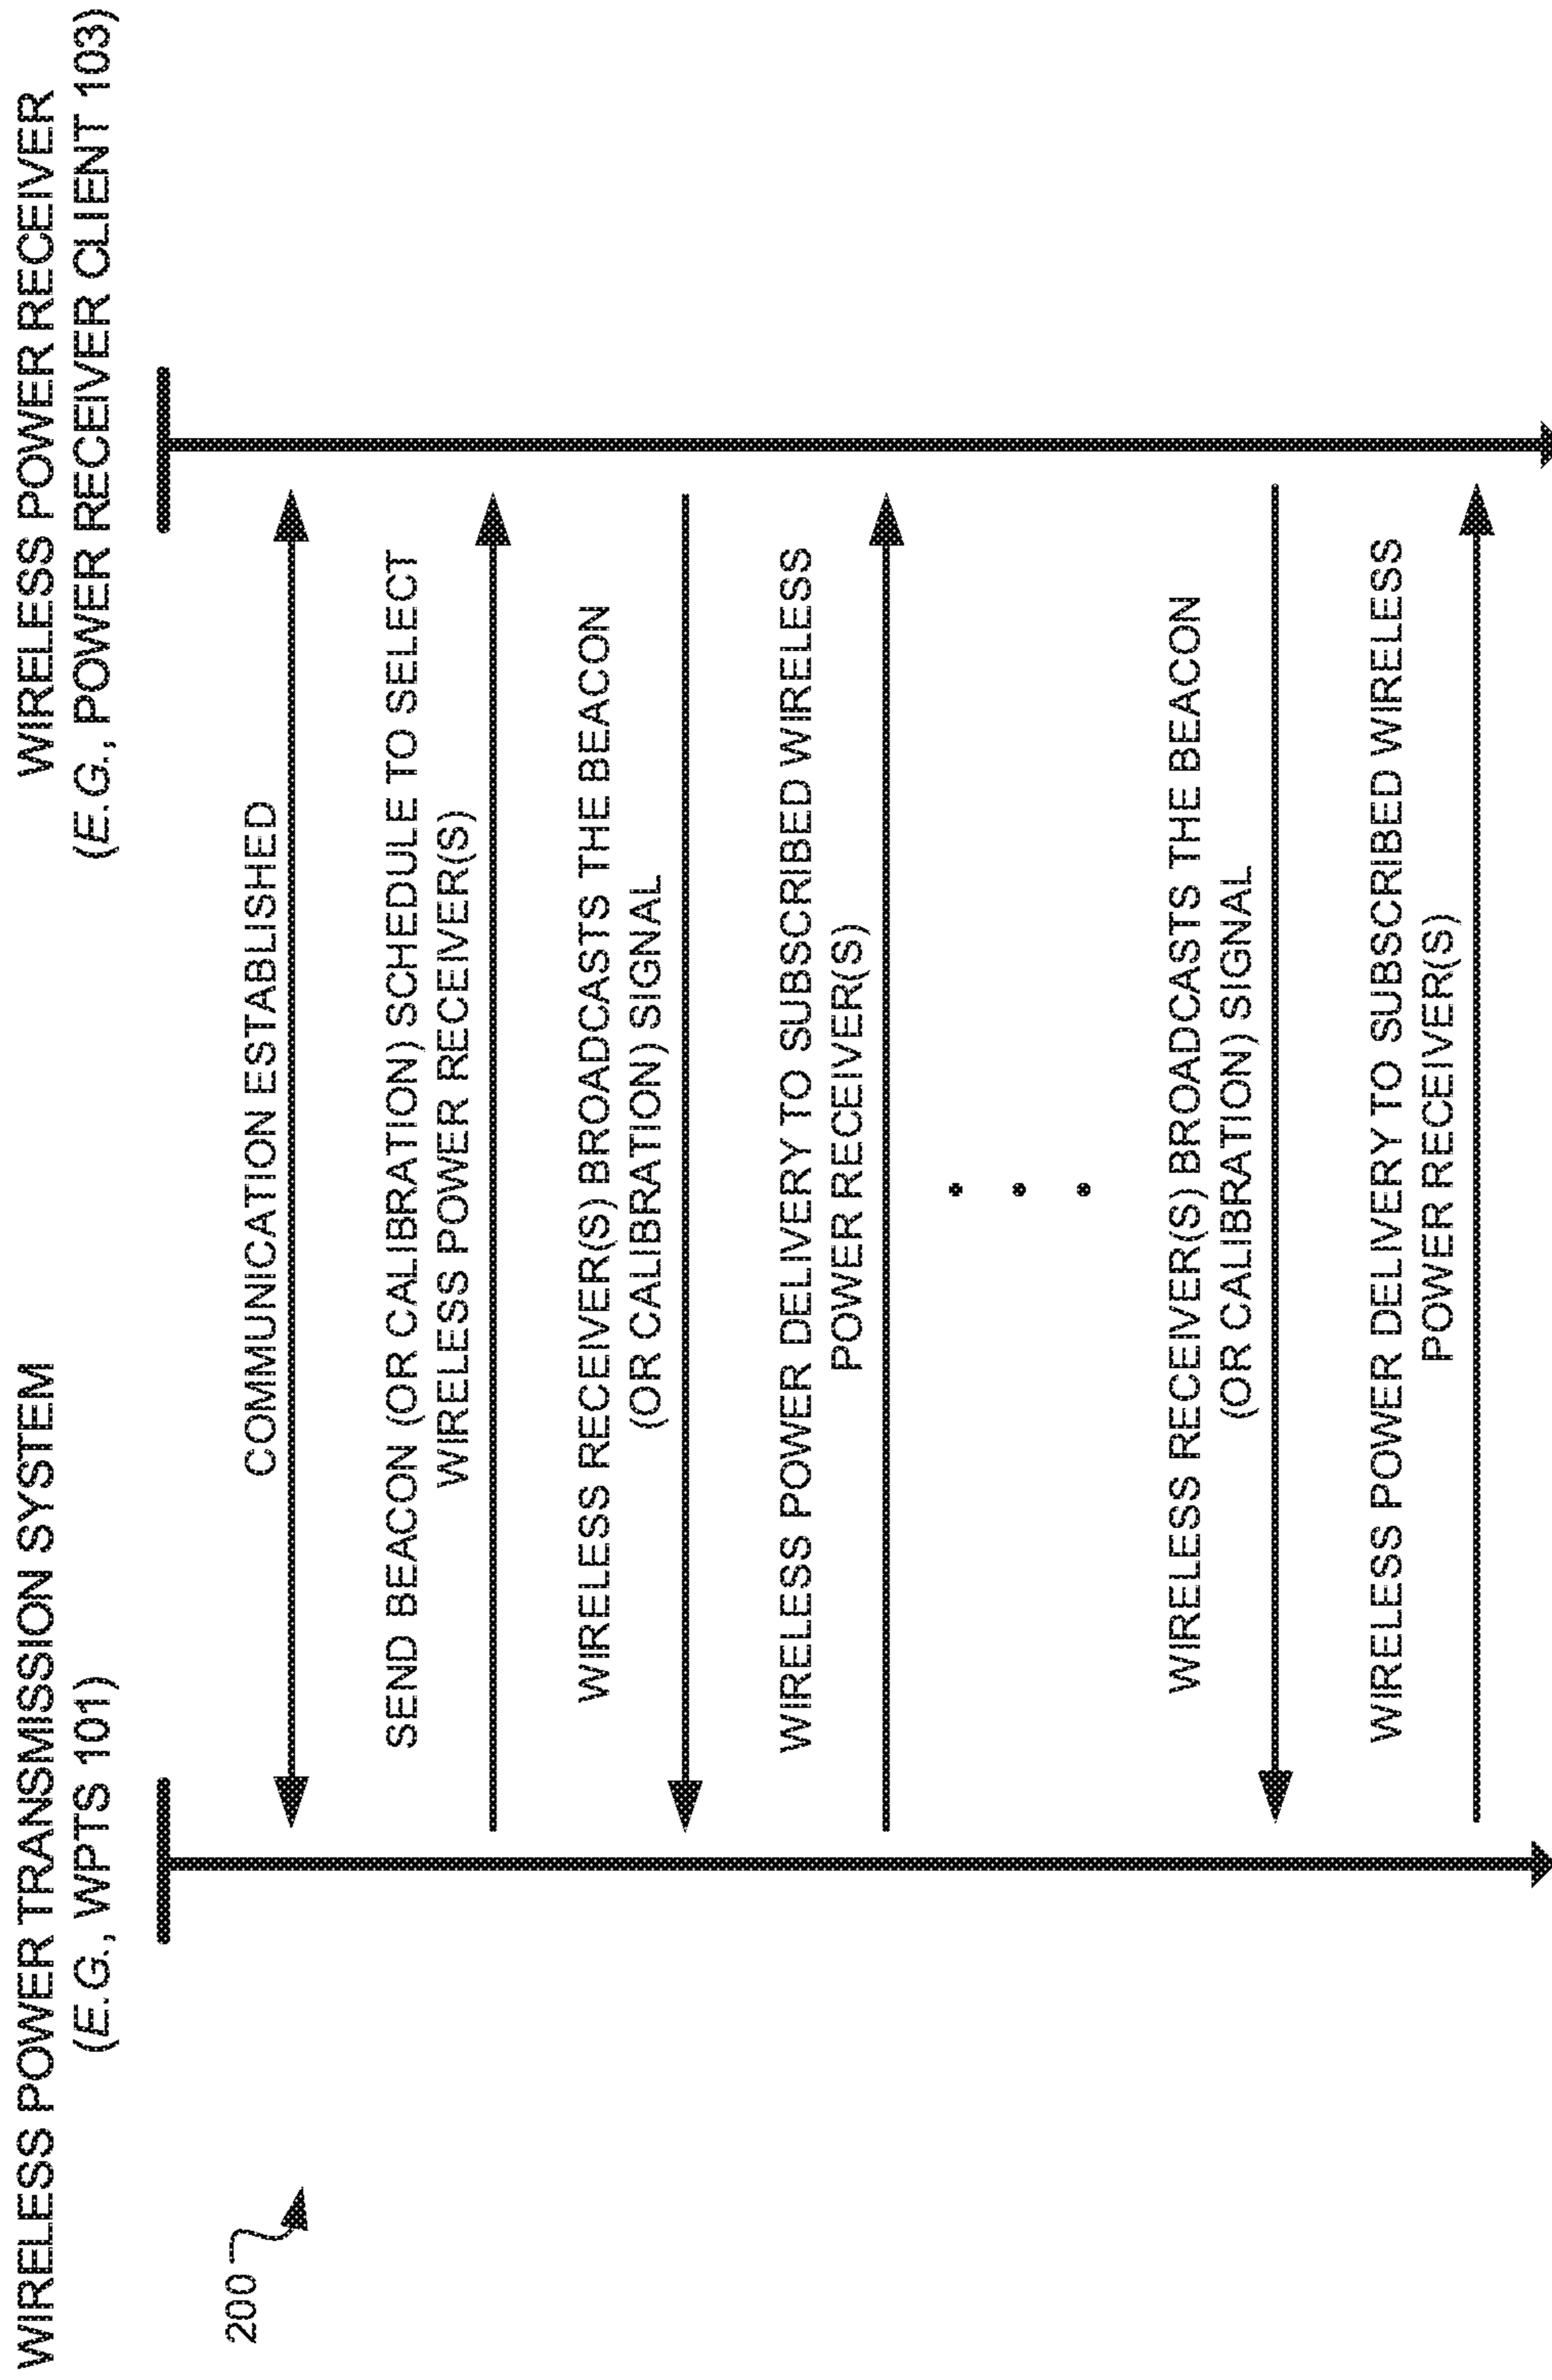 WIRELESS POWER TRANSMISSION SYSTEM
(E.G., WPTS 101)
WIRELESS POWER RECEIVER
(E.G., POWER RECEIVER CLIENT 103)
200
COMMUNICATION ESTABLISHED
SEND BEACON (OR CALIBRATION) SCHEDULE TO SELECT
WIRELESS POWER RECEIVER(S)
WIRELESS RECEIVER(S) BROADCASTS THE BEACON
(OR CALIBRATION) SIGNAL
WIRELESS POWER DELIVERY TO SUBSCRIBED WIRELESS
POWER RECEIVER(S)
WIRELESS RECEIVER(S) BROADCASTS THE BEACON
(OR CALIBRATION) SIGNAL
WIRELESS POWER DELIVERY TO SUBSCRIBED WIRELESS
POWER RECEIVER(S)